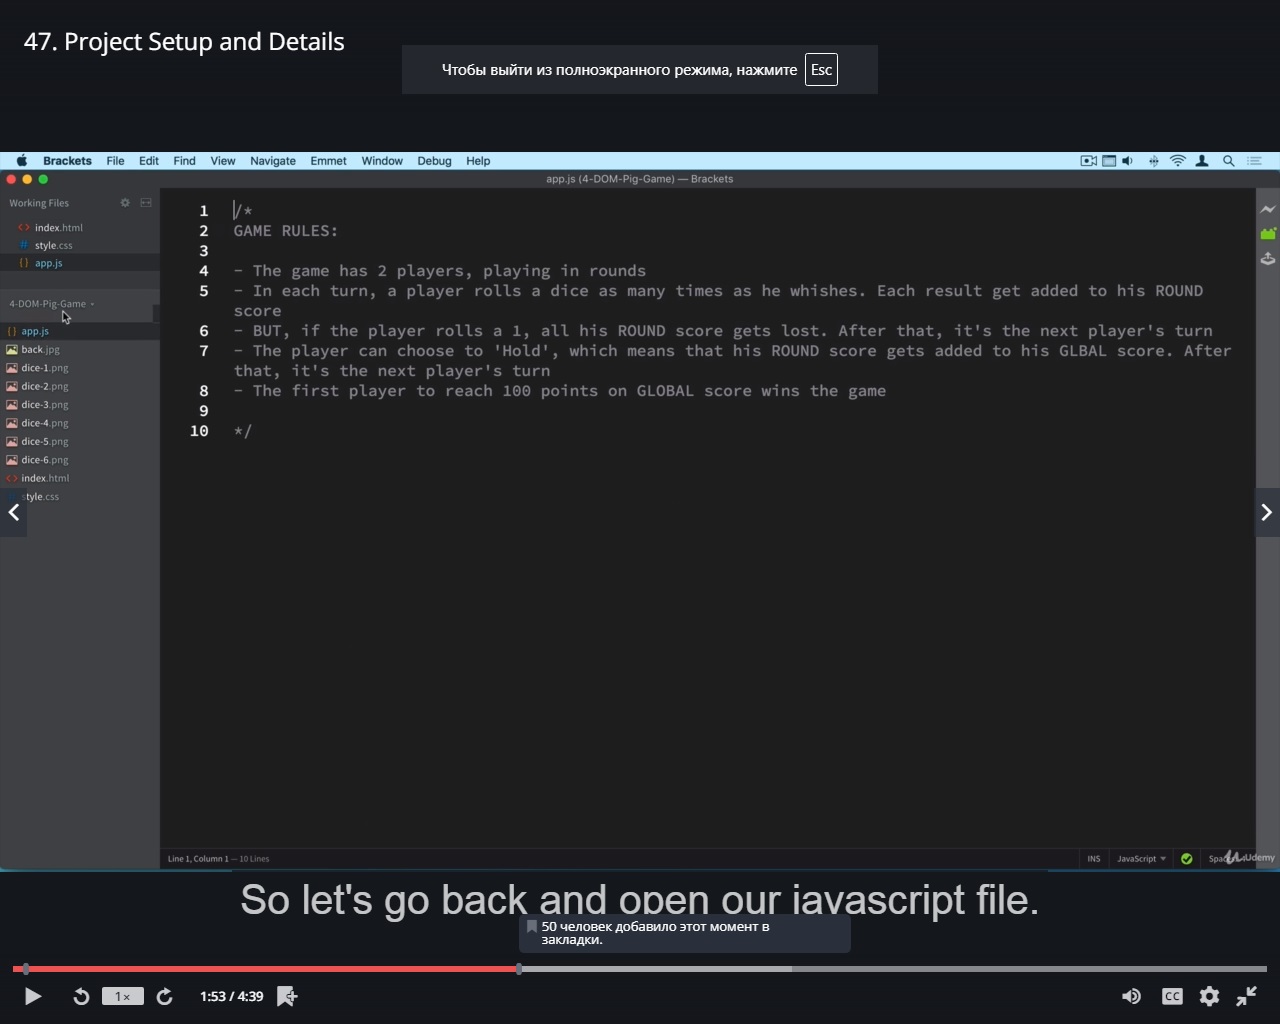 47. Project Setup and Details
Чтобы выйти из полноэкранного режима, нажмите Esc
Brackets File Edit Find View Navigate Emmet Window Debug Help
app.js (4-DOM-Pig-Game) — Brackets
Working Files
index.html
style.css
app.js
4-DOM-Pig-Game
app.js
back.jpg
dice-1.png
dice-2.png
dice-3.png
dice-4.png
dice-5.png
dice-6.png
index.html
style.css
1 /*
2 GAME RULES:
3
4 - The game has 2 players, playing in rounds
5 - In each turn, a player rolls a dice as many times as he whishes. Each result get added to his ROUND
score
6 - BUT, if the player rolls a 1, all his ROUND score gets lost. After that, it's the next player's turn
7 - The player can choose to 'Hold', which means that his ROUND score gets added to his GLBAL score. After
that, it's the next player's turn
8 - The first player to reach 100 points on GLOBAL score wins the game
9
10 */
Line 1, Column 1 — 10 Lines
INS JavaScript Udemy
So let's go back and open our javascript file.
50 человек добавило этот момент в
закладки.
1x 1:53 / 4:39 CC